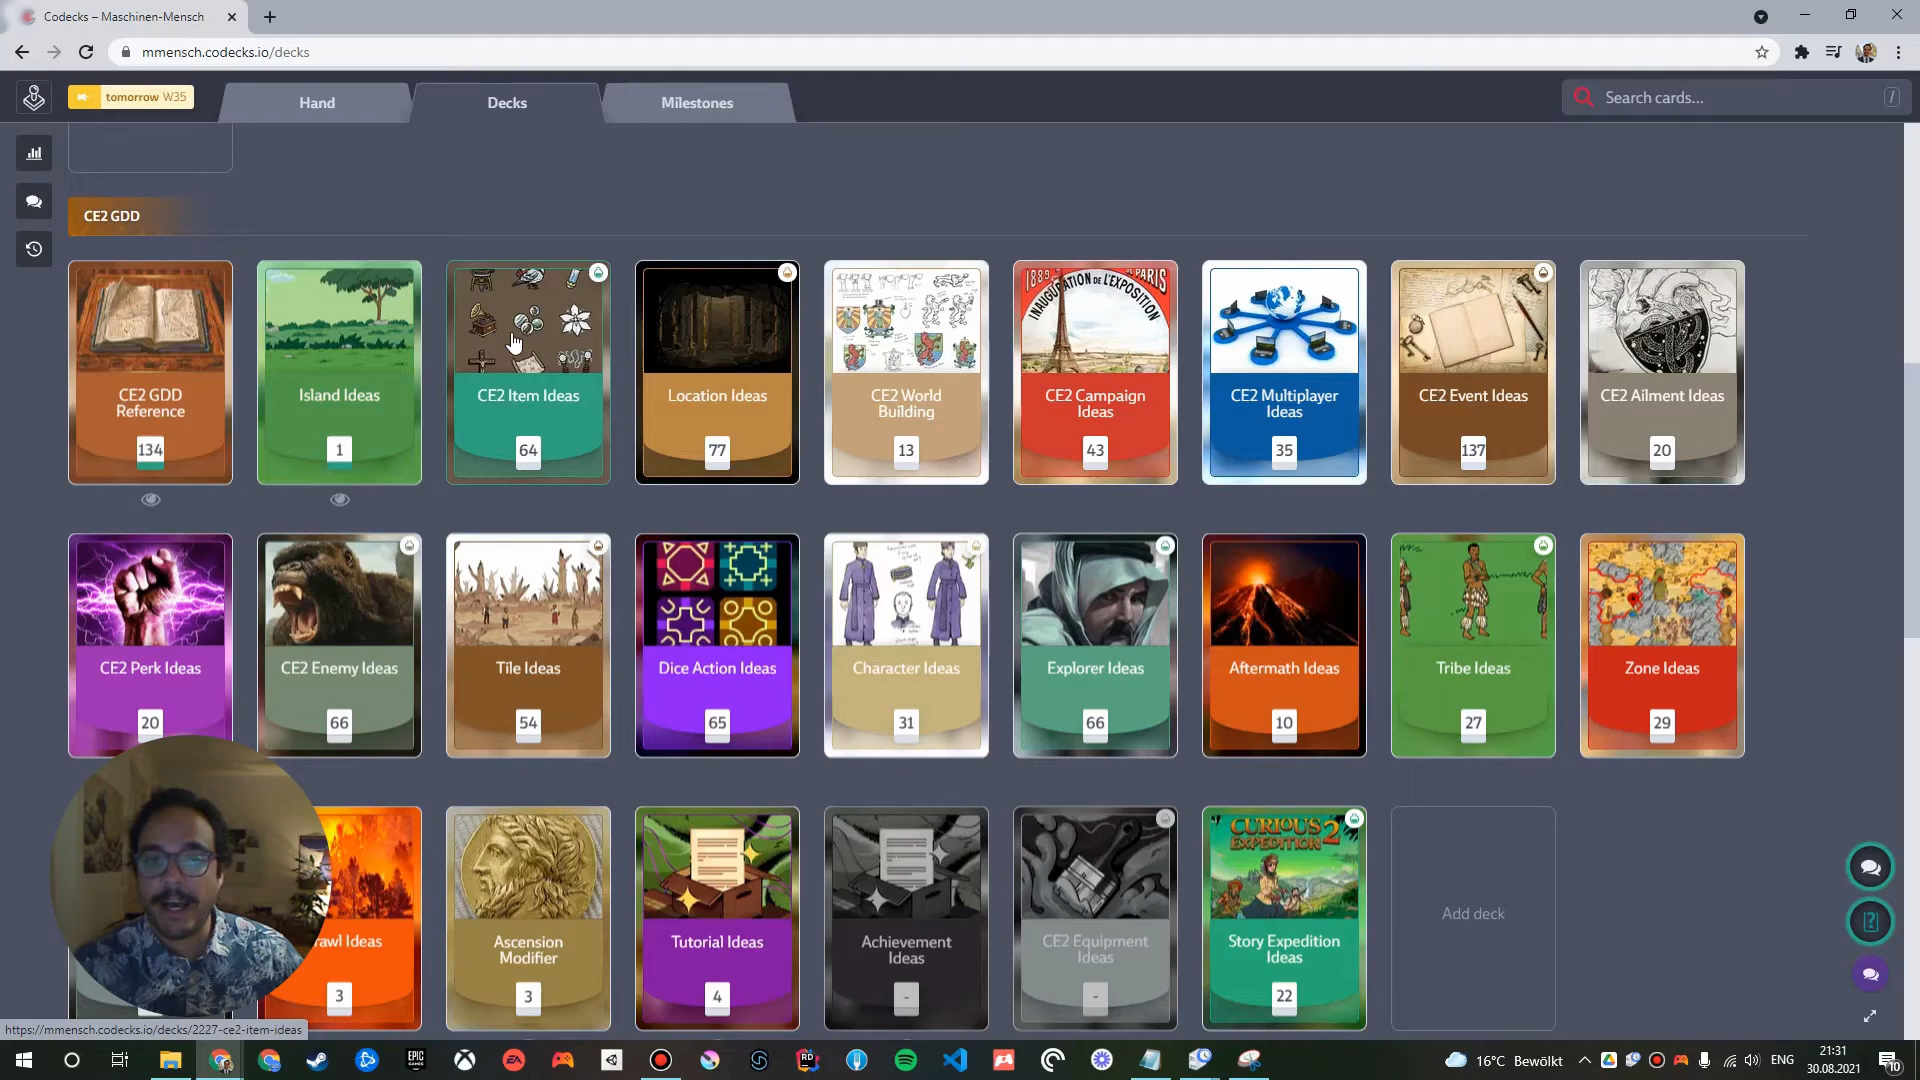 Codecks – Maschinen-Mensch
mmensch.codecks.io/decks
tomorrow W35
Hand
Decks
Milestones
Search cards...
/
CE2 GDD
CE2 GDD
Reference
134
Island Ideas
1
CE2 Item Ideas
64
Location Ideas
77
CE2 World
Building
13
1889
PARIS
INAUGURATION DE L'EXPOSITION
CE2 Campaign
Ideas
43
CE2 Multiplayer
Ideas
35
CE2 Event Ideas
137
CE2 Ailment Ideas
20
CE2 Perk Ideas
20
CE2 Enemy Ideas
66
Tile Ideas
54
Dice Action Ideas
65
Character Ideas
31
Explorer Ideas
66
Aftermath Ideas
10
Tribe Ideas
27
Zone Ideas
29
rawl Ideas
3
Ascension
Modifier
3
Tutorial Ideas
4
Achievement
Ideas
-
CE2 Equipment
Ideas
-
CURIOUS
EXPEDITION 2
Story Expedition
Ideas
22
Add deck
https://mmensch.codecks.io/decks/2227-ce2-item-ideas
EPIC
GAMES
EA
RD
16°C Bewölkt
ENG
21:31
30.08.2021
10